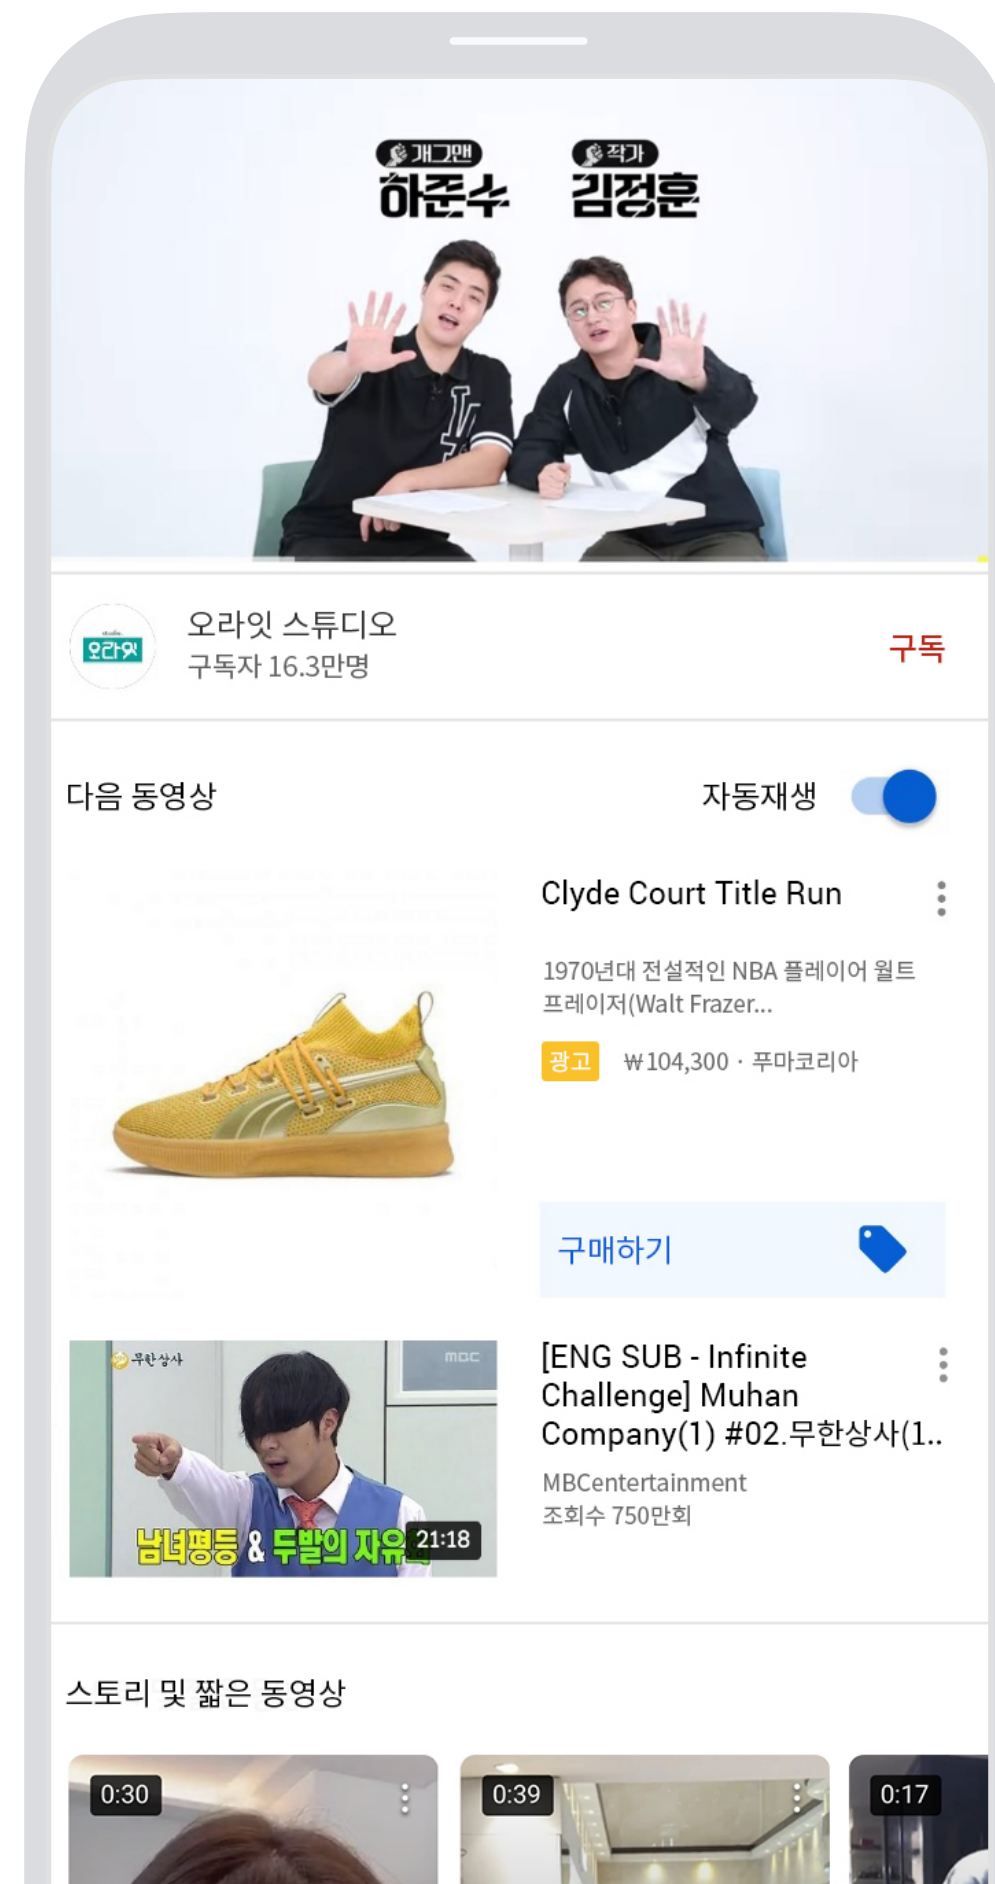 개그맨
하준수
작가
김정훈
오라잇
오라잇 스튜디오
구독자 16.3만명
구독
다음 동영상
자동재생
Clyde Court Title Run
1970년대 전설적인 NBA 플레이어 월트
프레이저(Walt Frazer...
광고
₩104,300 · 푸마코리아
구매하기
무한상사
MBC
남녀평등 & 두발의 자유
21:18
[ENG SUB - Infinite
Challenge] Muhan
Company(1) #02.무한상사(1..
MBCentertainment
조회수 750만회
스토리 및 짧은 동영상
0:30
0:39
0:17